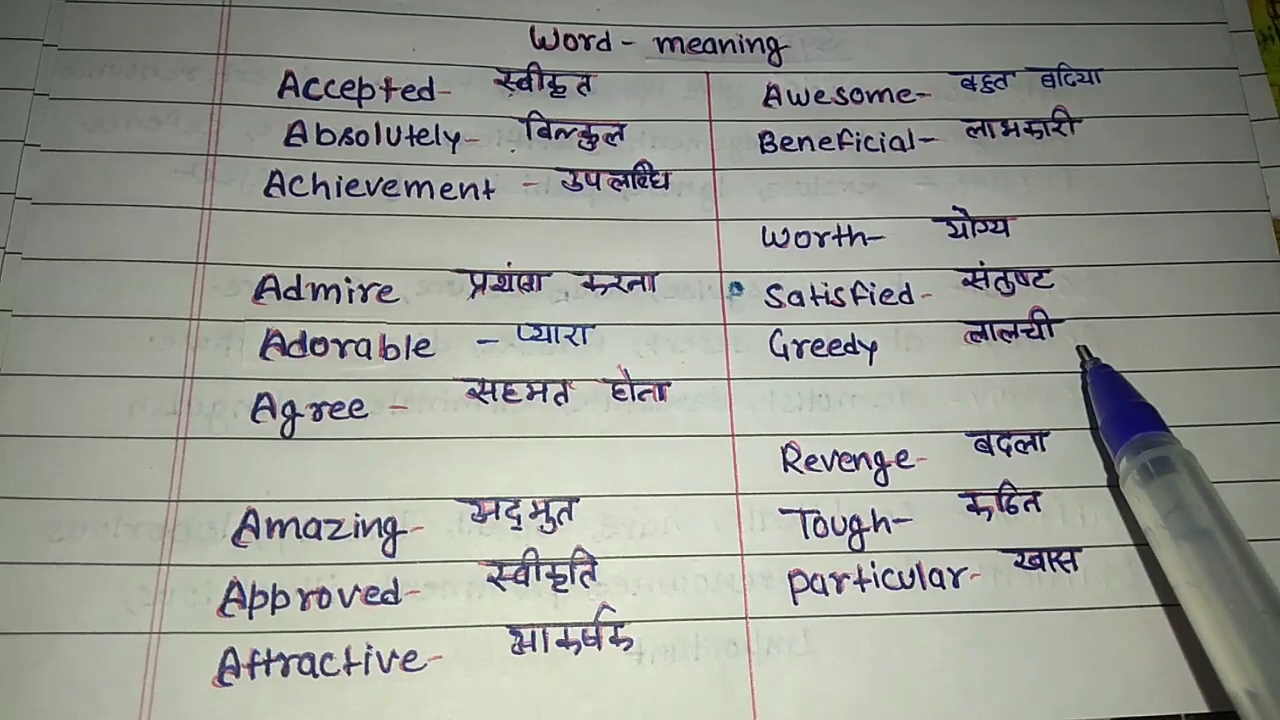 Word - meaning
Accepted - स्वीकृत
Absolutely - बिल्कुल
Achievement - उपलब्धि
Admire प्रशंसा करना
Adorable - प्यारा
Agree - सहमत होता
Amazing - अद्भुत
Approved - स्वीकृति
Attractive - आकर्षक
Awesome - बहुत बढिया
Beneficial - लाभकारी
Worth - योग्य
Satisfied - संतुष्ट
Greedy लालची
Revenge - बदला
Tough - कठित
particular - खास